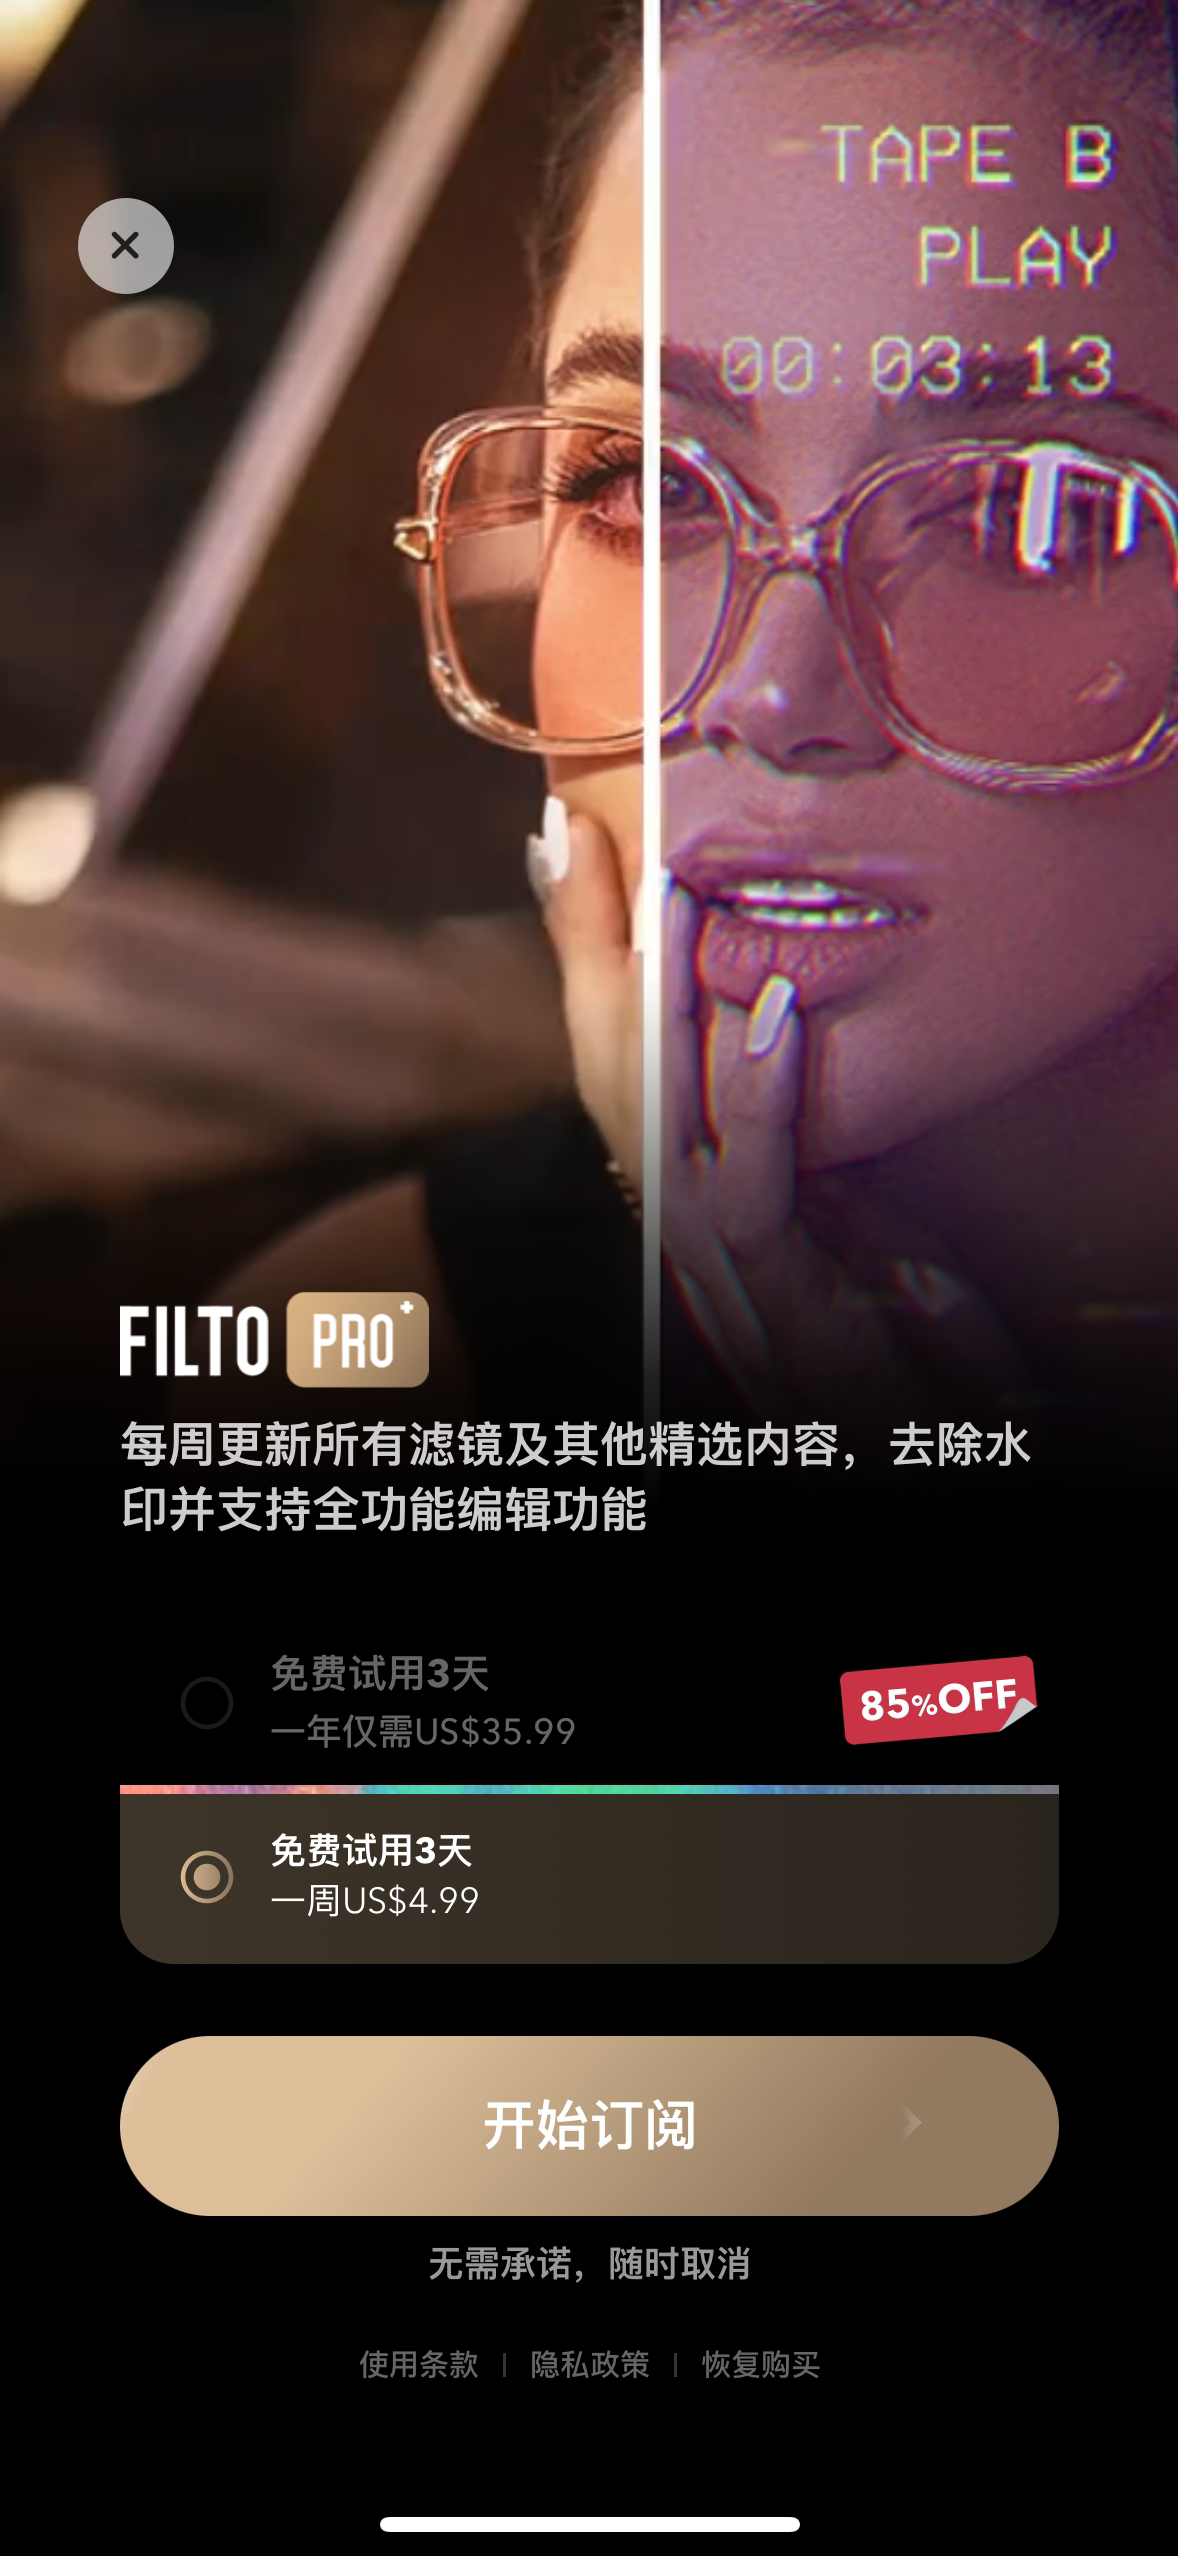 TAPE B
PLAY
00:03:13
FILTO PRO+
每周更新所有滤镜及其他精选内容，去除水
印并支持全功能编辑功能
免费试用3天
一年仅需US$35.99
85%OFF
免费试用3天
一周US$4.99
开始订阅
无需承诺，随时取消
使用条款 | 隐私政策 | 恢复购买